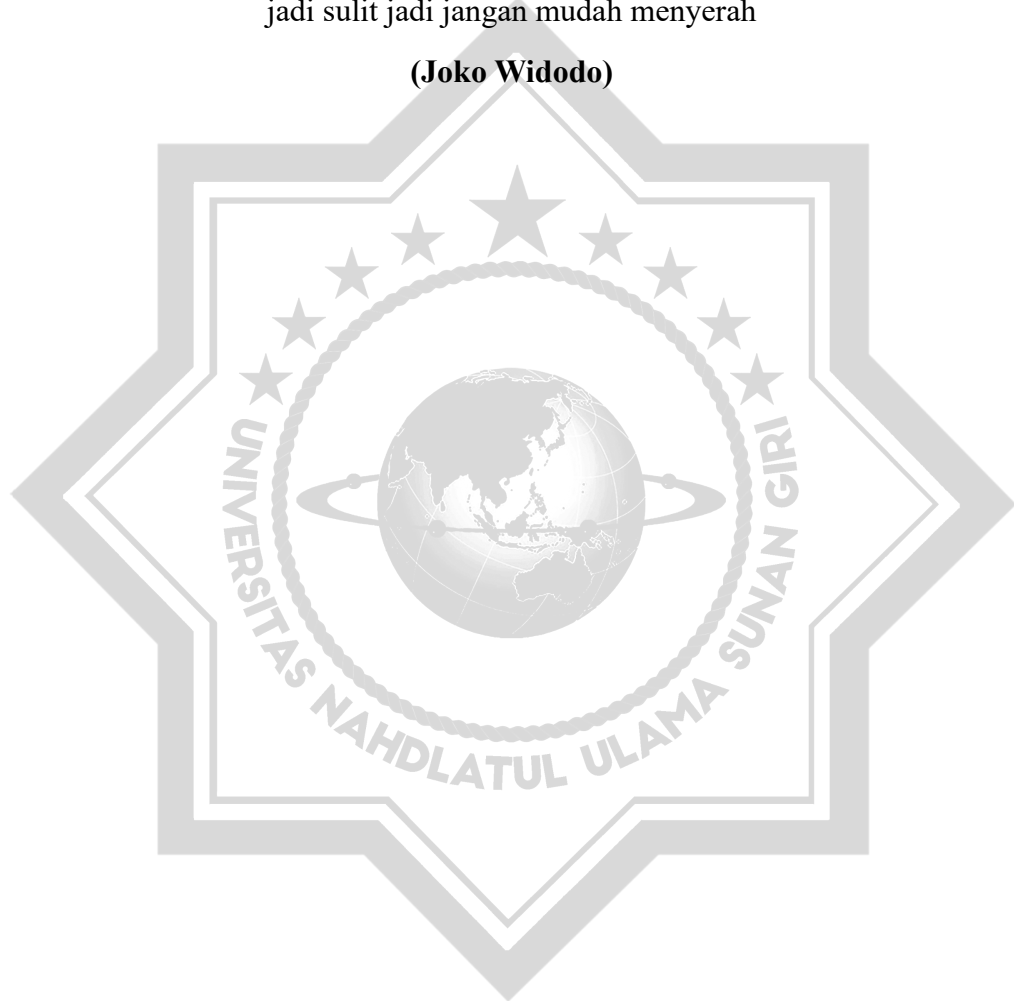 jadi sulit jadi jangan mudah menyerah
(Joko Widodo)
UNIVERSITAS NAHDLATUL ULAMA SUNAN GIRI